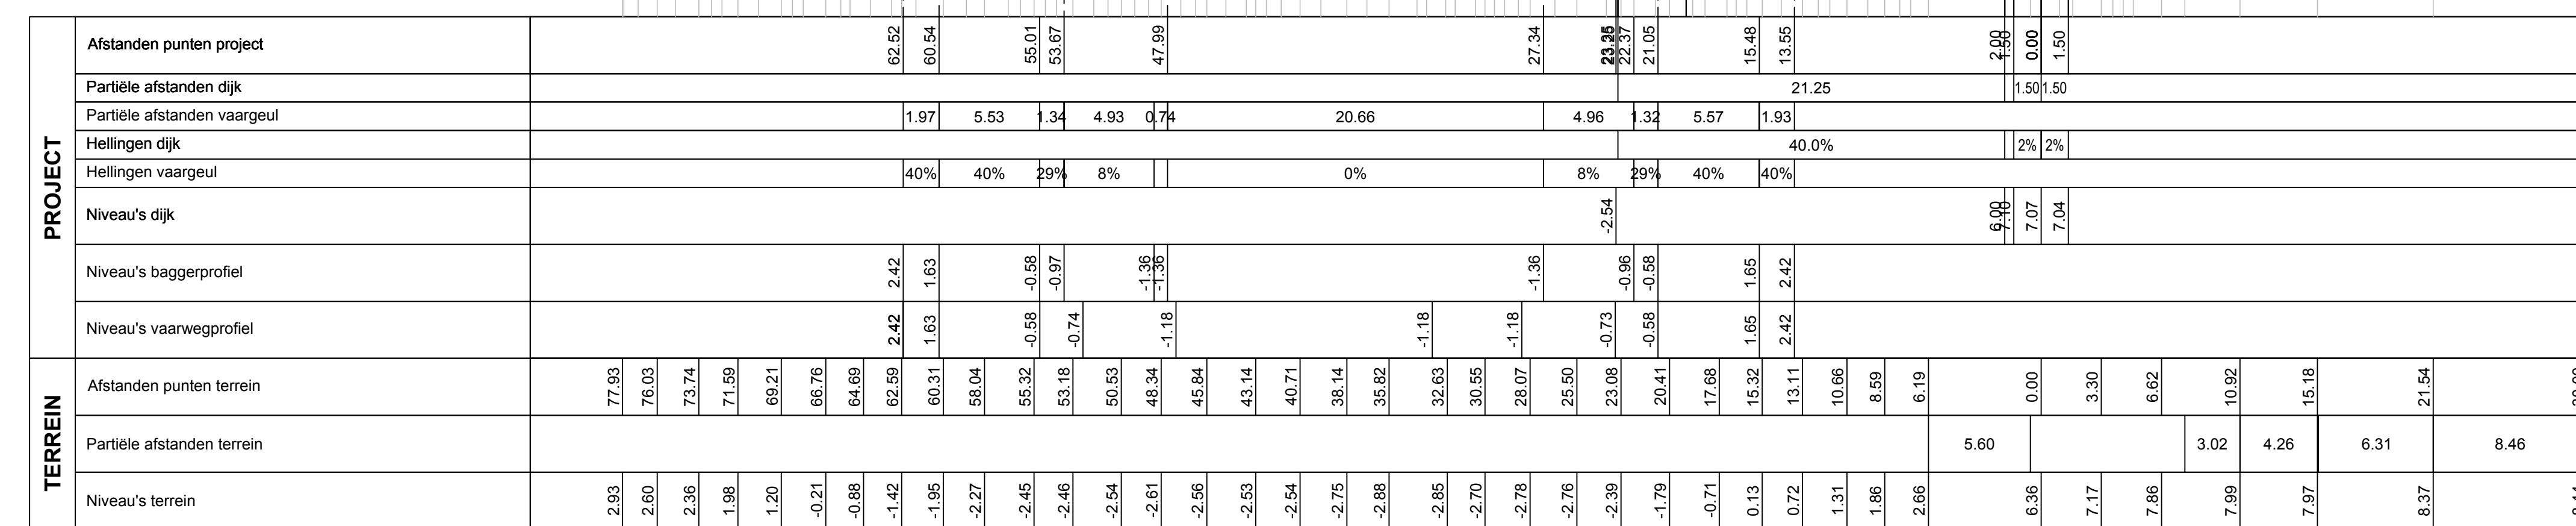 PROJECT
Afstanden punten project 62.52 60.54 55.01 53.67 47.99 27.34 22.37 21.05 15.48 13.55 2.00 1.50 0.00 1.50
Partiële afstanden dijk 21.25 1.50 1.50
Partiële afstanden vaargeul 1.97 5.53 1.34 4.93 0.74 20.66 4.96 1.32 5.57 1.93
Hellingen dijk 40.0% 2% 2%
Hellingen vaargeul 40% 40% 29% 8% 0% 8% 29% 40% 40%
Niveau's dijk -2.54 6.00 7.10 7.07 7.04
Niveau's baggerprofiel 2.42 1.63 -0.58 -0.97 -1.36 -1.36 -1.36 -0.96 -0.58 1.65 2.42
Niveau's vaarwegprofiel 2.42 1.63 -0.58 -0.74 -1.18 -1.18 -1.18 -0.73 -0.58 1.65 2.42
TERREIN
Afstanden punten terrein 77.93 76.03 73.74 71.59 69.21 66.76 64.69 62.59 60.31 58.04 55.32 53.18 50.53 48.34 45.84 43.14 40.71 38.14 35.82 32.63 30.55 28.07 25.50 23.08 20.41 17.68 15.32 13.11 10.66 8.59 6.19 0.00 3.30 6.62 10.92 15.18 21.54
Partiële afstanden terrein 5.60 3.02 4.26 6.31 8.46
Niveau's terrein 2.93 2.60 2.36 1.98 1.20 -0.21 -0.88 -1.42 -1.95 -2.27 -2.45 -2.46 -2.54 -2.61 -2.56 -2.53 -2.54 -2.75 -2.88 -2.85 -2.70 -2.78 -2.76 -2.39 -1.79 -0.71 0.13 0.72 1.31 1.86 2.66 6.36 7.17 7.86 7.99 7.97 8.37